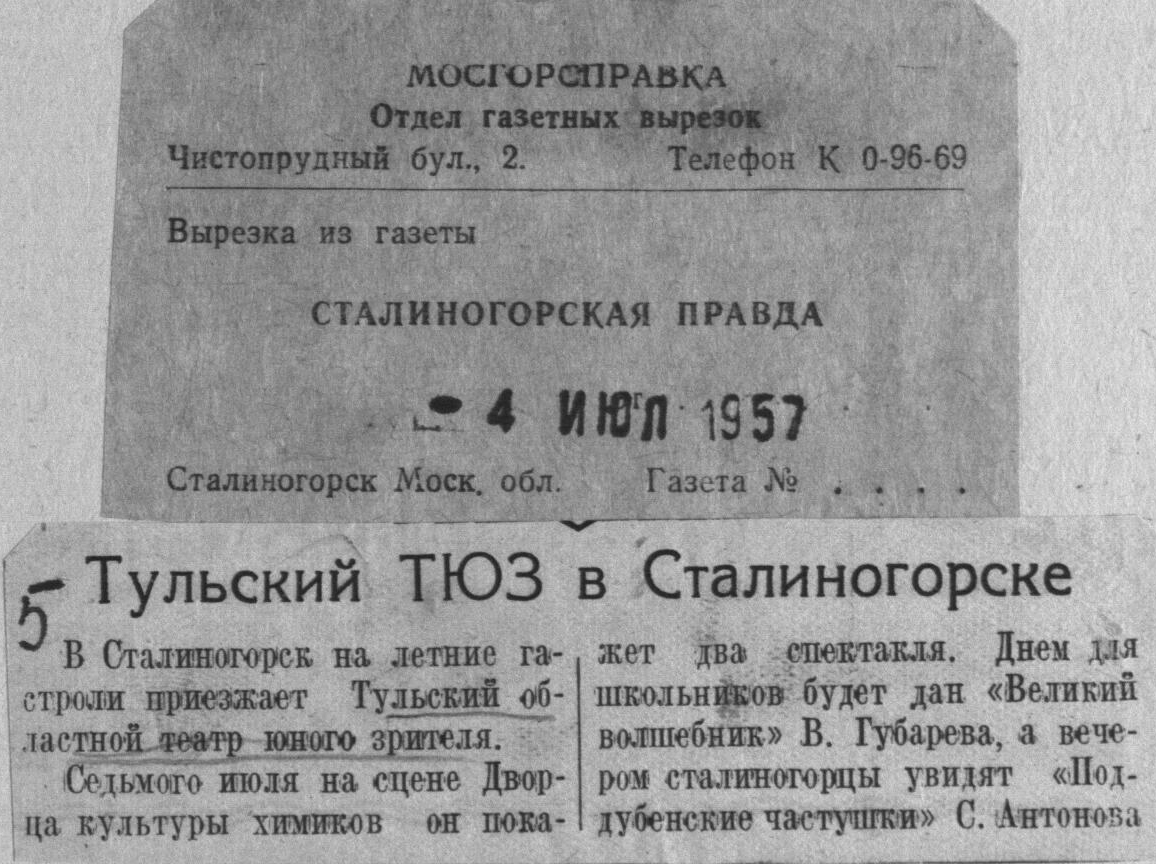 МОСГОРСПРАВКА
Отдел газетных вырезок
Чистопрудный бул., 2. Телефон К 0-96-69
Вырезка из газеты
СТАЛИНОГОРСКАЯ ПРАВДА
- 4 ИЮЛ 1957
Сталиногорск Моск. обл. Газета № . . . .
5
Тульский ТЮЗ в Сталиногорске
В Сталиногорск на летние га-
строли приезжает Тульский об-
ластной театр юного зрителя.
Седьмого июля на сцене Двор-
ца культуры химиков он пока-
жет два спектакля. Днем для
школьников будет дан «Великий
волшебник» В. Губарева, а вече-
ром сталиногорцы увидят «Под-
дубенские частушки» С. Антонова